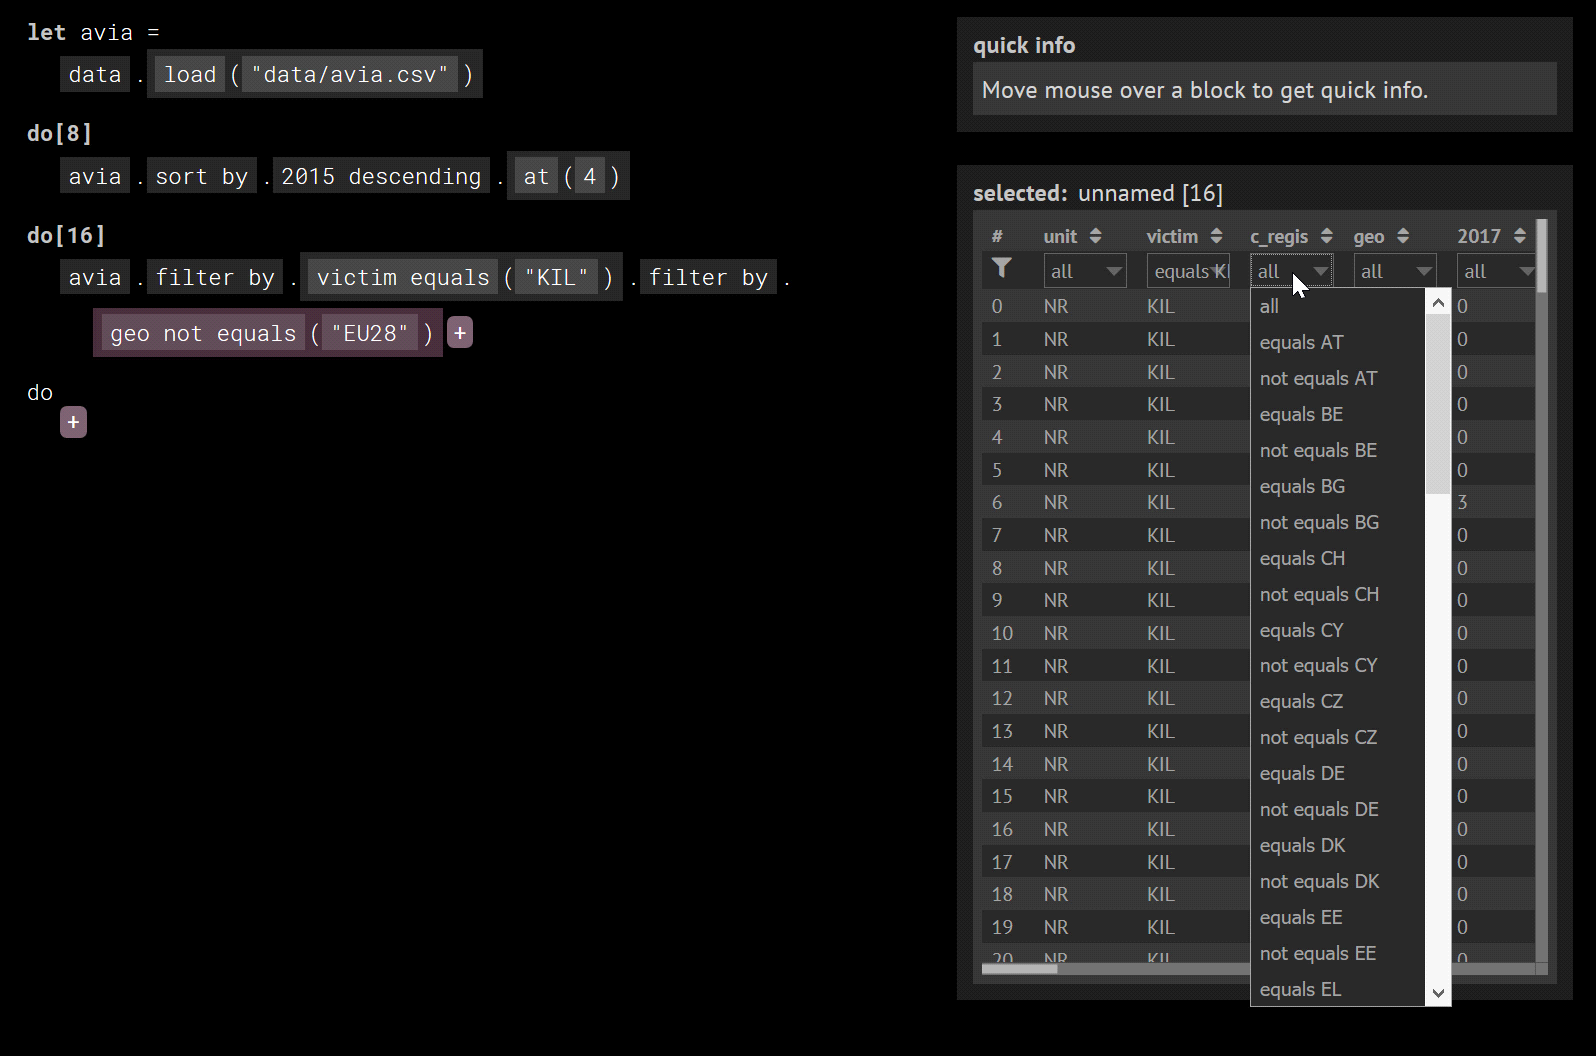 let avia =
data . load ( "data/avia.csv" )
do[8]
avia . sort by . 2015 descending . at ( 4 )
do[16]
avia . filter by . victim equals ( "KIL" ) . filter by .
geo not equals ( "EU28" ) +
do
+
quick info
Move mouse over a block to get quick info.
selected: unnamed [16]
# unit victim c_regis geo 2017
all equals K all all all
0 NR KIL 0
1 NR KIL 0
2 NR KIL 0
3 NR KIL 0
4 NR KIL 0
5 NR KIL 0
6 NR KIL 3
7 NR KIL 0
8 NR KIL 0
9 NR KIL 0
10 NR KIL 0
11 NR KIL 0
12 NR KIL 0
13 NR KIL 0
14 NR KIL 0
15 NR KIL 0
16 NR KIL 0
17 NR KIL 0
18 NR KIL 0
19 NR KIL 0
20 NR KIL 0
all
equals AT
not equals AT
equals BE
not equals BE
equals BG
not equals BG
equals CH
not equals CH
equals CY
not equals CY
equals CZ
not equals CZ
equals DE
not equals DE
equals DK
not equals DK
equals EE
not equals EE
equals EL